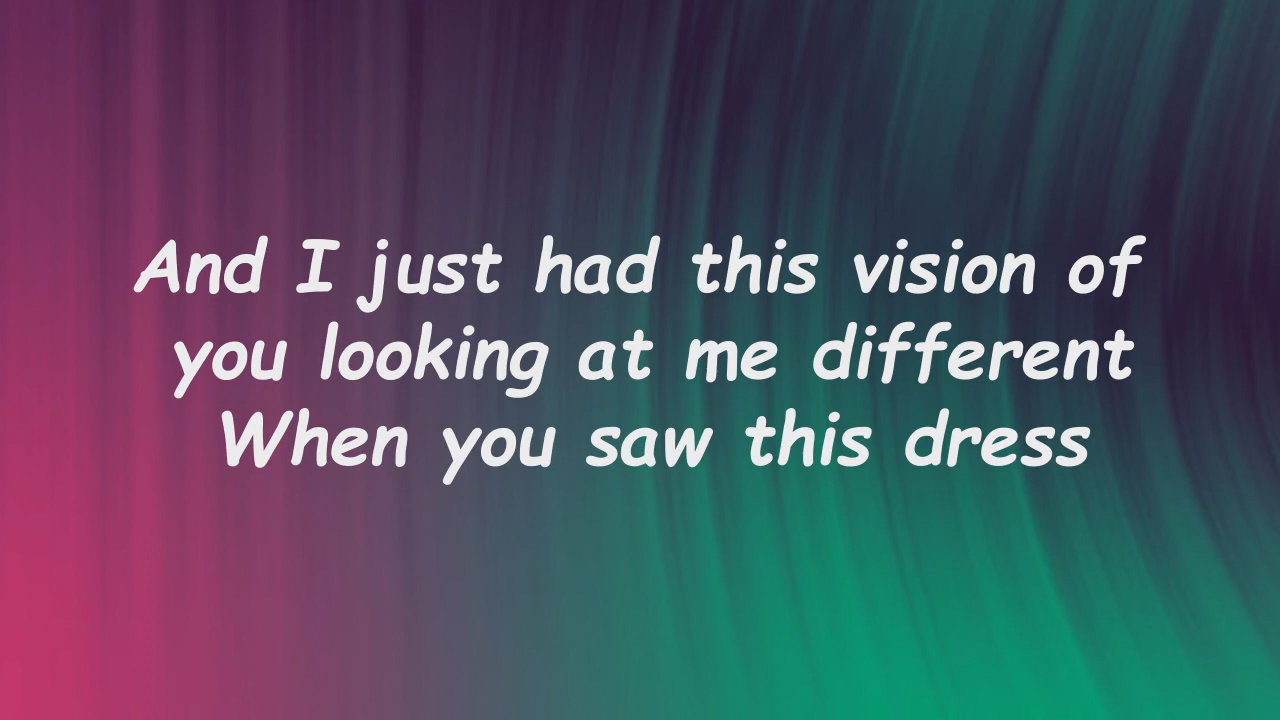 And I just had this vision of
you looking at me different
When you saw this dress